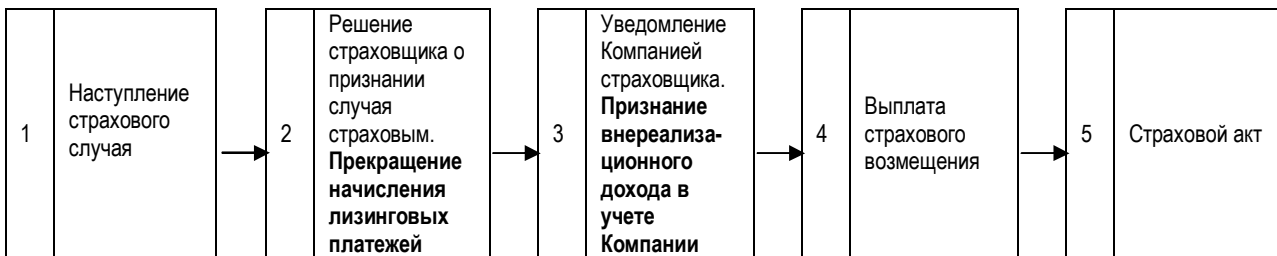 1
Наступление
страхового
случая
2
Решение
страховщика о
признании
случая
страховым.
Прекращение
начисления
лизинговых
платежей
3
Уведомление
Компанией
страховщика.
Признание
внереализа-
ционного
дохода в
учете
Компании
4
Выплата
страхового
возмещения
5
Страховой акт